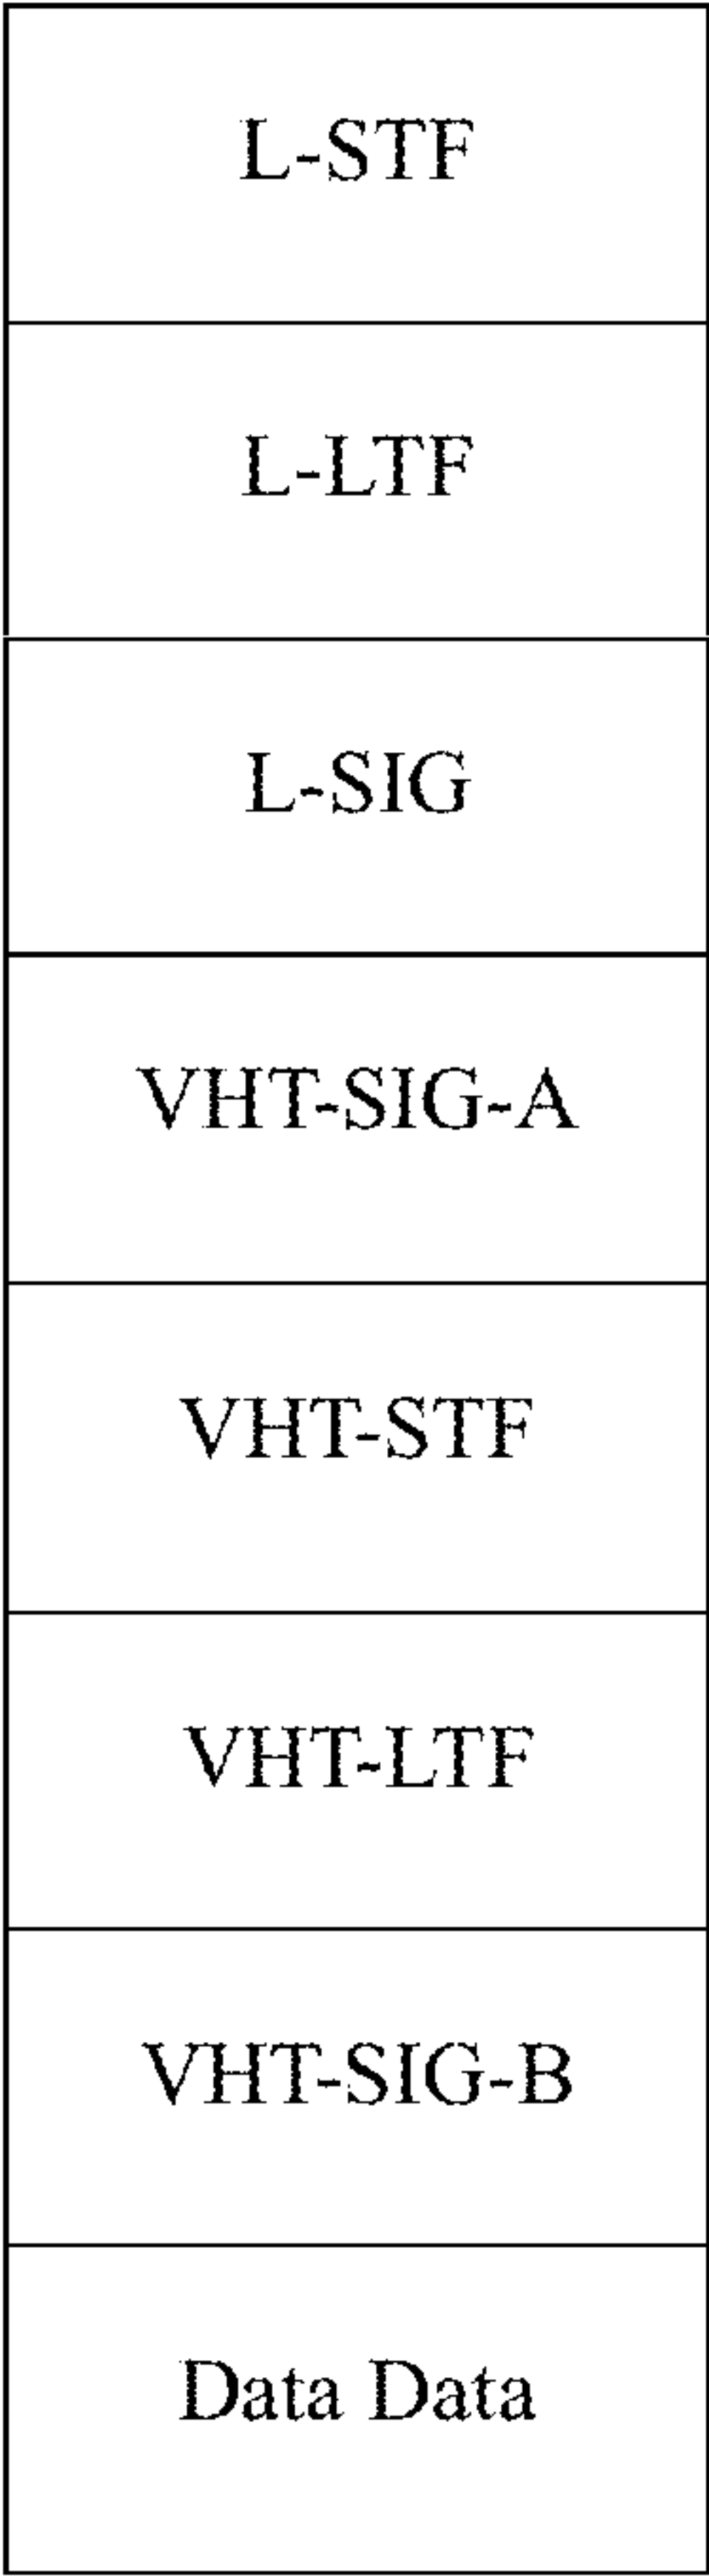 L-STF
L-LTF
L-SIG
VHT-SIG-A
VHT-STF
VHT-LTF
VHT-SIG-B
Data Data